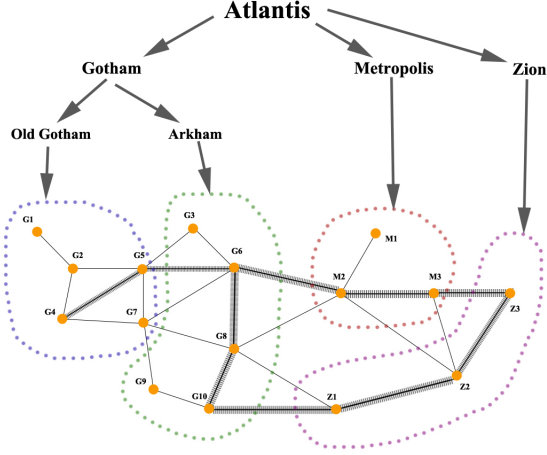 Atlantis
Gotham
Metropolis
Zion
Old Gotham
Arkham
G1
G3
M1
G2
G5
G6
M2
M3
G4
G7
Z3
G8
G9
Z2
G10
Z1